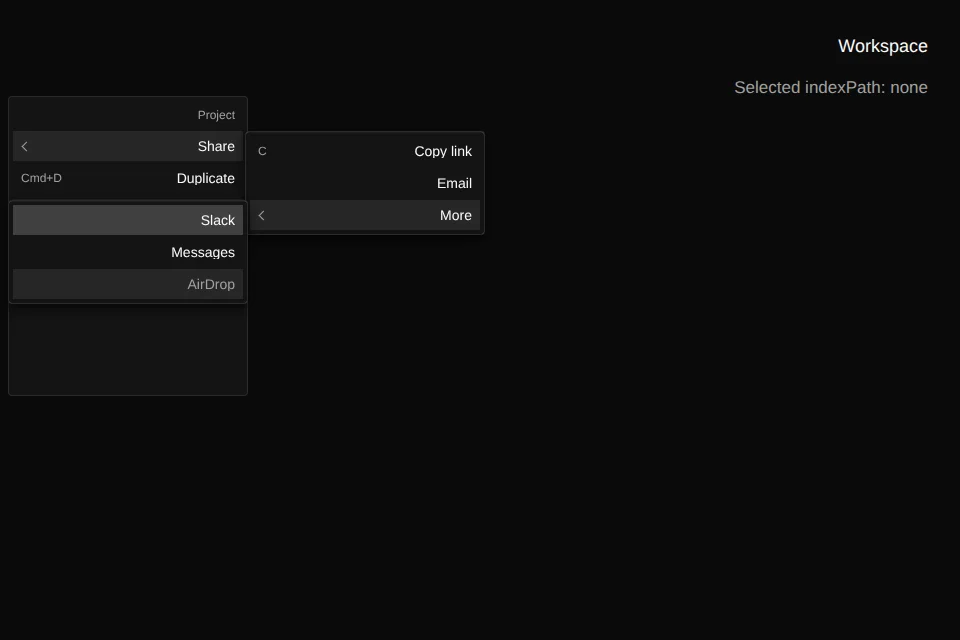 Workspace
Selected indexPath: none
Project
Share
Cmd+D Duplicate
C Copy link
Email
More
Slack
Messages
AirDrop